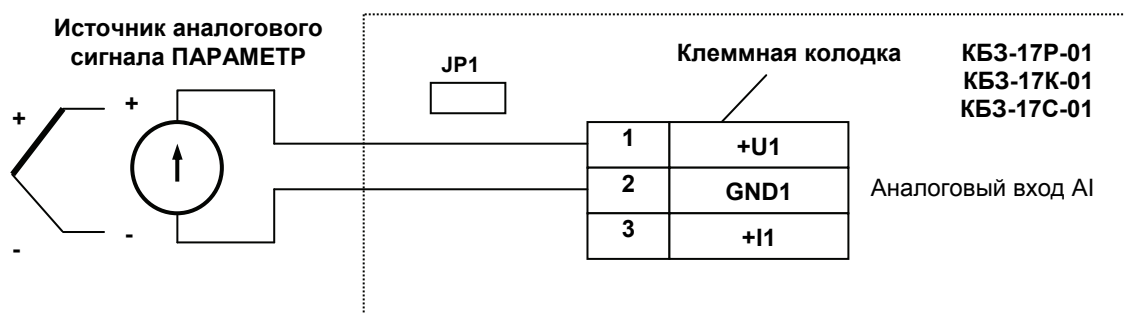 Источник аналогового
сигнала ПАРАМЕТР
JP1
Клеммная колодка
КБЗ-17Р-01
КБЗ-17К-01
КБЗ-17С-01
+
+
-
-
1 +U1
2 GND1
3 +I1
Аналоговый вход AI